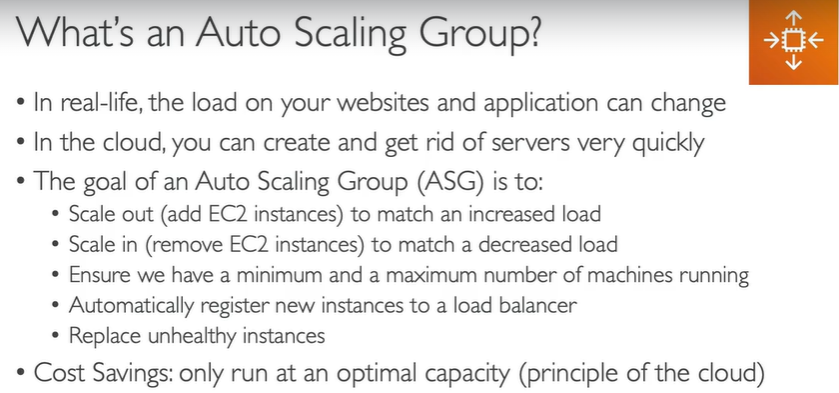 What's an Auto Scaling Group?
• In real-life, the load on your websites and application can change
• In the cloud, you can create and get rid of servers very quickly
• The goal of an Auto Scaling Group (ASG) is to:
• Scale out (add EC2 instances) to match an increased load
• Scale in (remove EC2 instances) to match a decreased load
• Ensure we have a minimum and a maximum number of machines running
• Automatically register new instances to a load balancer
• Replace unhealthy instances
• Cost Savings: only run at an optimal capacity (principle of the cloud)